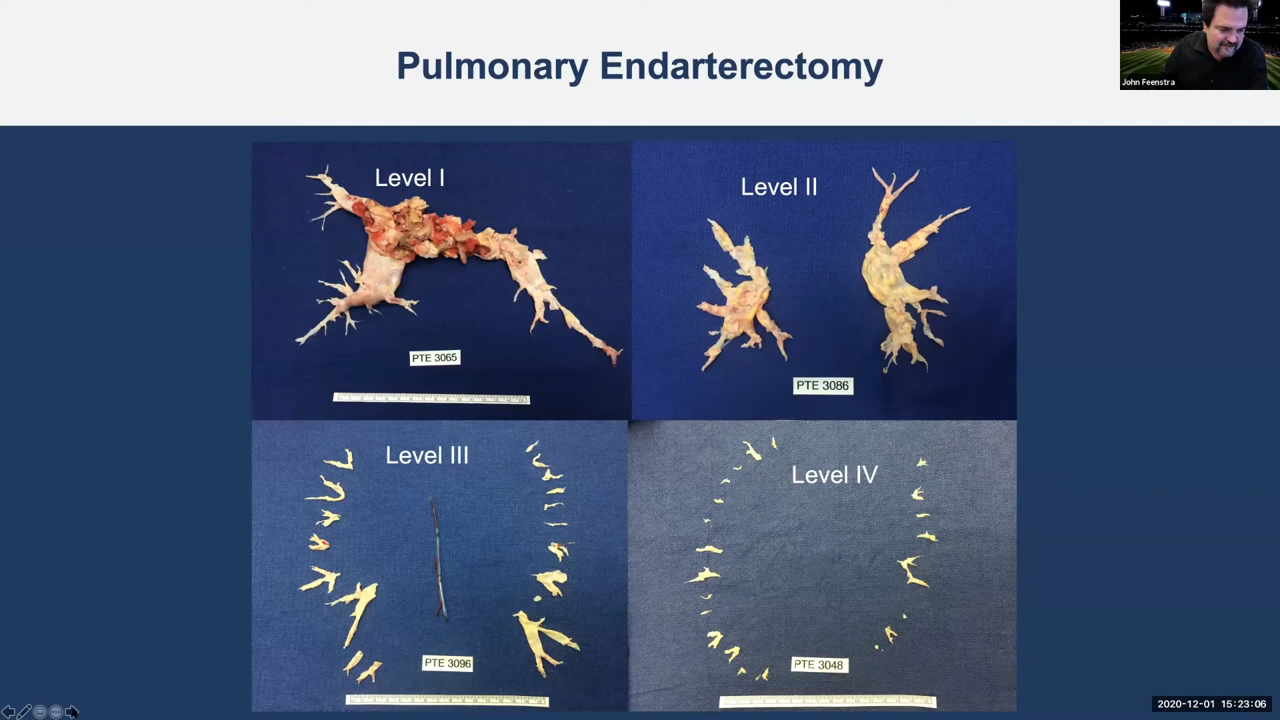 Pulmonary Endarterectomy
John Feenstra
Level I
PTE 3065
Level II
PTE 3086
Level III
PTE 3096
Level IV
PTE 3048
2020-12-01 15:23:06